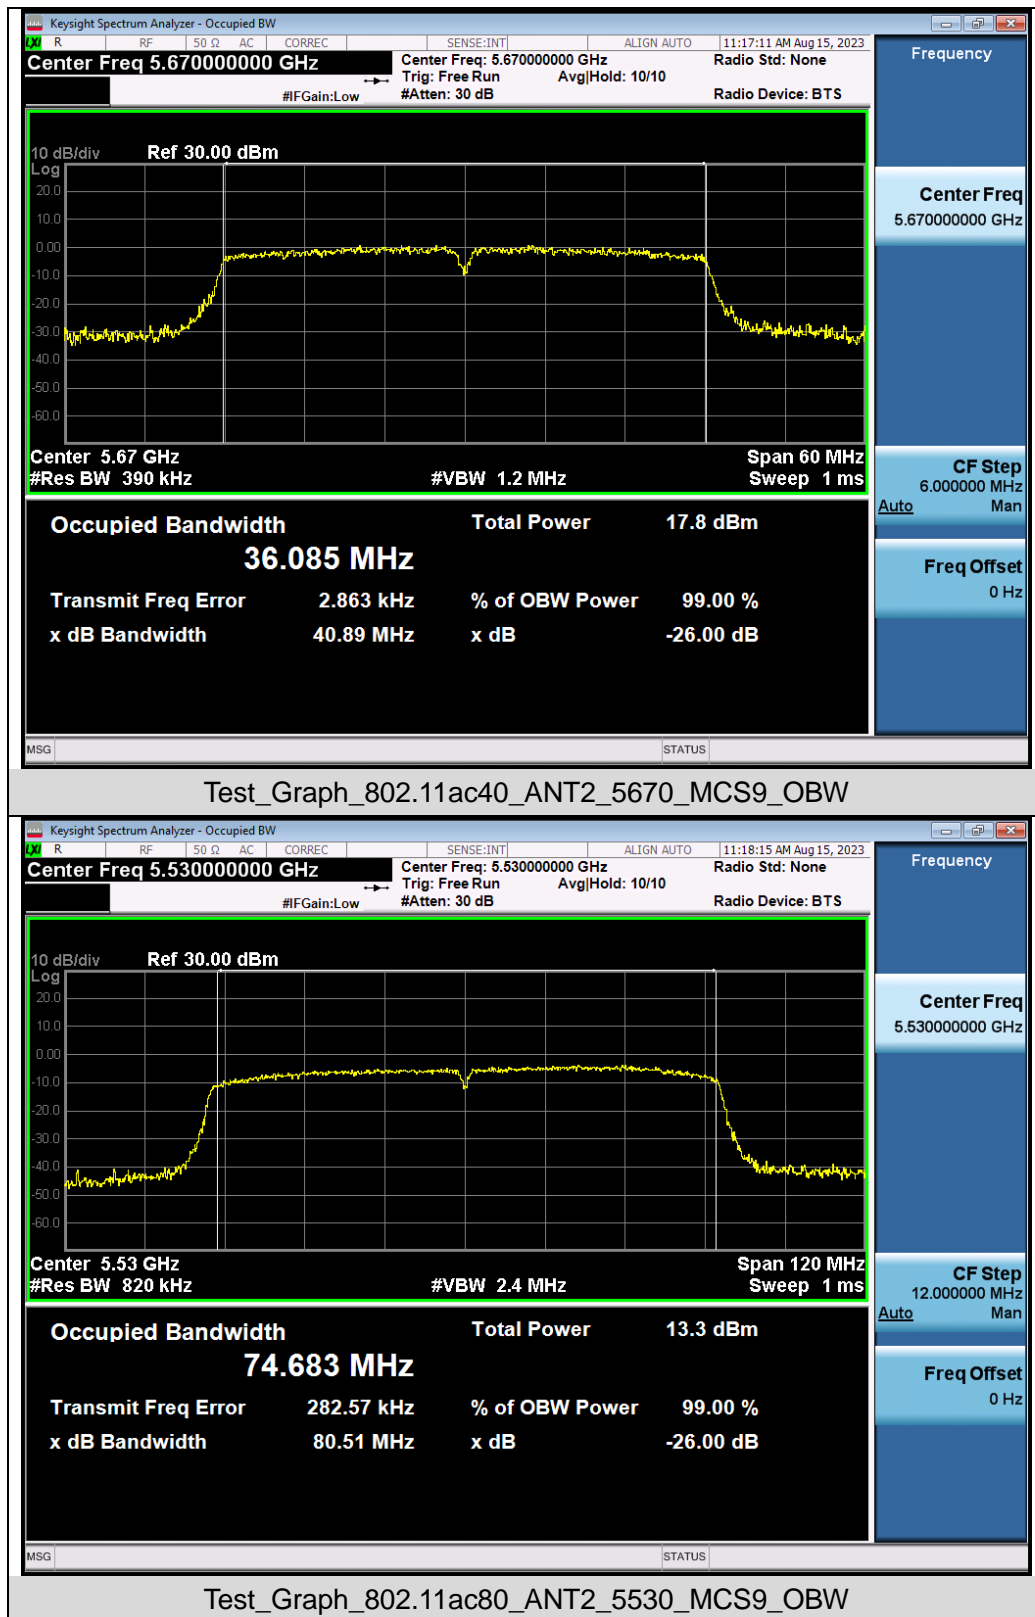 Keysight Spectrum Analyzer - Occupied BW
LXI R RF 50 Ω AC CORREC SENSE:INT ALIGN AUTO 11:17:11 AM Aug 15, 2023
Center Freq 5.670000000 GHz
Center Freq: 5.670000000 GHz
Radio Std: None
Trig: Free Run Avg|Hold: 10/10
#IFGain:Low
#Atten: 30 dB
Radio Device: BTS
Frequency
10 dB/div Ref 30.00 dBm
Log
20.0
10.0
0.00
-10.0
-20.0
-30.0
-40.0
-50.0
-60.0
Center Freq
5.670000000 GHz
Center 5.67 GHz Span 60 MHz
#Res BW 390 kHz #VBW 1.2 MHz Sweep 1 ms
CF Step
6.000000 MHz
Auto Man
Occupied Bandwidth Total Power 17.8 dBm
36.085 MHz
Freq Offset
0 Hz
Transmit Freq Error 2.863 kHz % of OBW Power 99.00 %
x dB Bandwidth 40.89 MHz x dB -26.00 dB
MSG STATUS
Test_Graph_802.11ac40_ANT2_5670_MCS9_OBW
Keysight Spectrum Analyzer - Occupied BW
LXI R RF 50 Ω AC CORREC SENSE:INT ALIGN AUTO 11:18:15 AM Aug 15, 2023
Center Freq 5.530000000 GHz
Center Freq: 5.530000000 GHz
Radio Std: None
Trig: Free Run Avg|Hold: 10/10
#IFGain:Low
#Atten: 30 dB
Radio Device: BTS
Frequency
10 dB/div Ref 30.00 dBm
Log
20.0
10.0
0.00
-10.0
-20.0
-30.0
-40.0
-50.0
-60.0
Center Freq
5.530000000 GHz
Center 5.53 GHz Span 120 MHz
#Res BW 820 kHz #VBW 2.4 MHz Sweep 1 ms
CF Step
12.000000 MHz
Auto Man
Occupied Bandwidth Total Power 13.3 dBm
74.683 MHz
Freq Offset
0 Hz
Transmit Freq Error 282.57 kHz % of OBW Power 99.00 %
x dB Bandwidth 80.51 MHz x dB -26.00 dB
MSG STATUS
Test_Graph_802.11ac80_ANT2_5530_MCS9_OBW